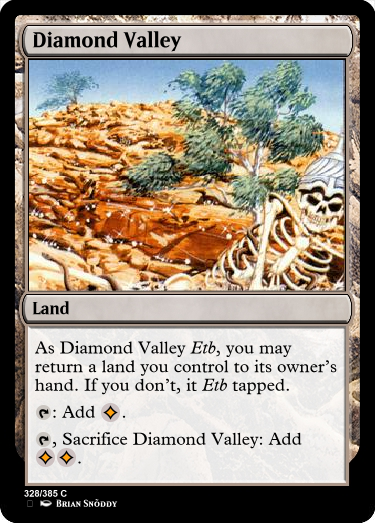 Diamond Valley
Land
As Diamond Valley Etb, you may
return a land you control to its owner's
hand. If you don't, it Etb tapped.
: Add .
, Sacrifice Diamond Valley: Add
.
328/385 C
Brian Snōddy